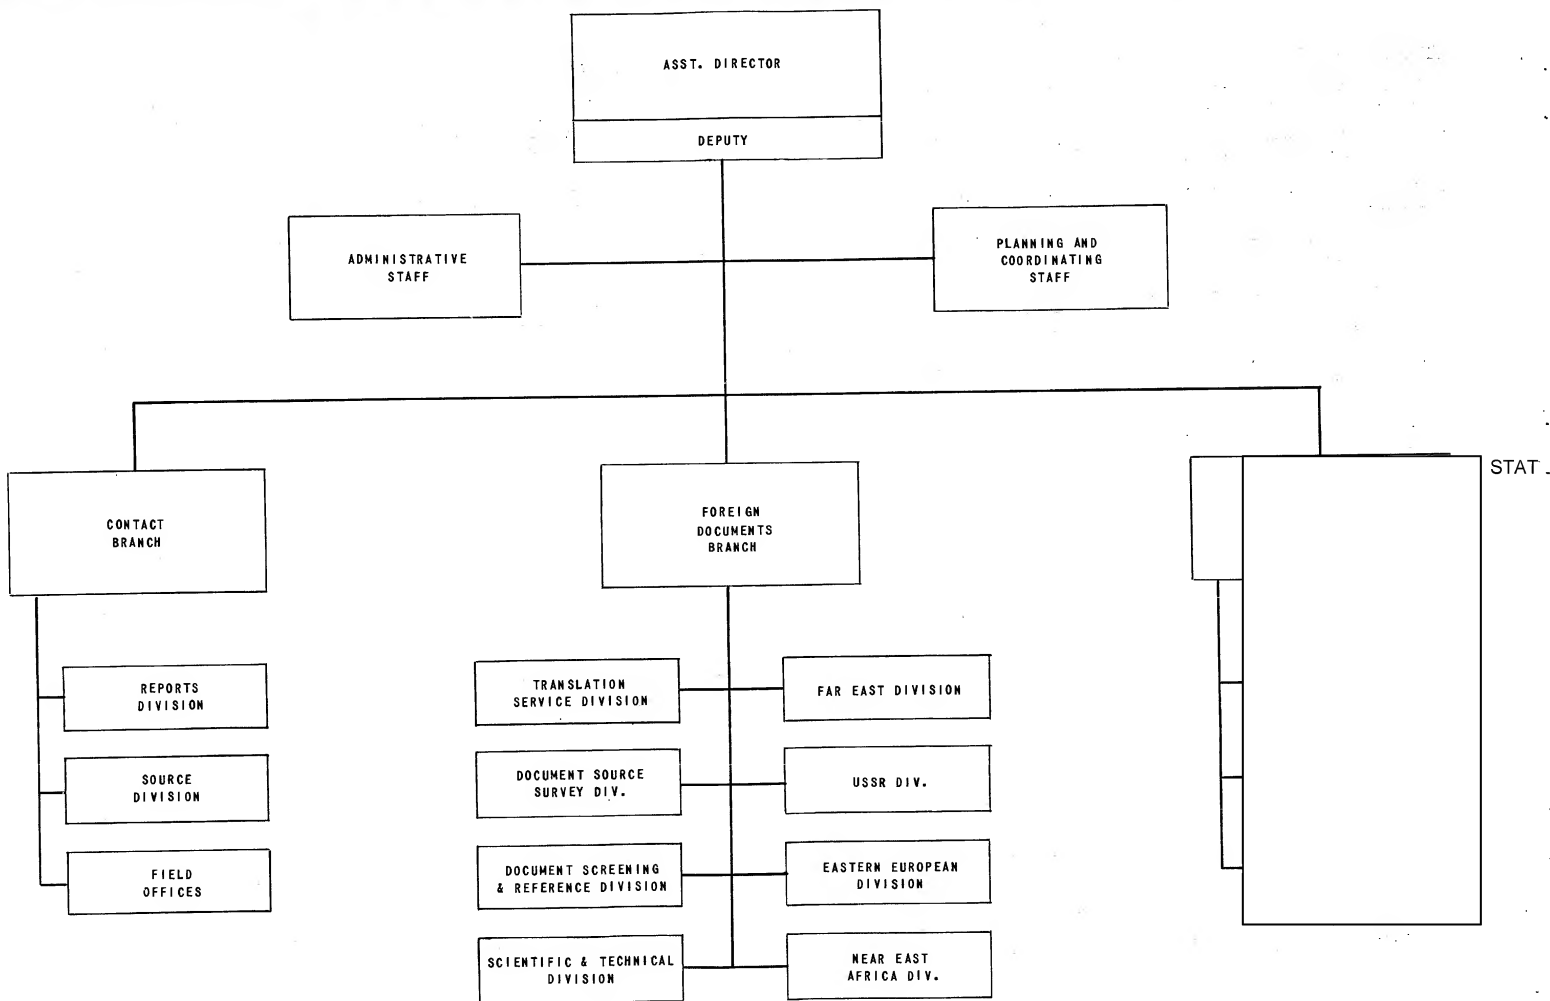 ASST. DIRECTOR
DEPUTY
ADMINISTRATIVE
STAFF
PLANNING AND
COORDINATING
STAFF
CONTACT
BRANCH
FOREIGN
DOCUMENTS
BRANCH
STAT
REPORTS
DIVISION
SOURCE
DIVISION
FIELD
OFFICES
TRANSLATION
SERVICE DIVISION
DOCUMENT SOURCE
SURVEY DIV.
DOCUMENT SCREENING
& REFERENCE DIVISION
SCIENTIFIC & TECHNICAL
DIVISION
FAR EAST DIVISION
USSR DIV.
EASTERN EUROPEAN
DIVISION
NEAR EAST
AFRICA DIV.